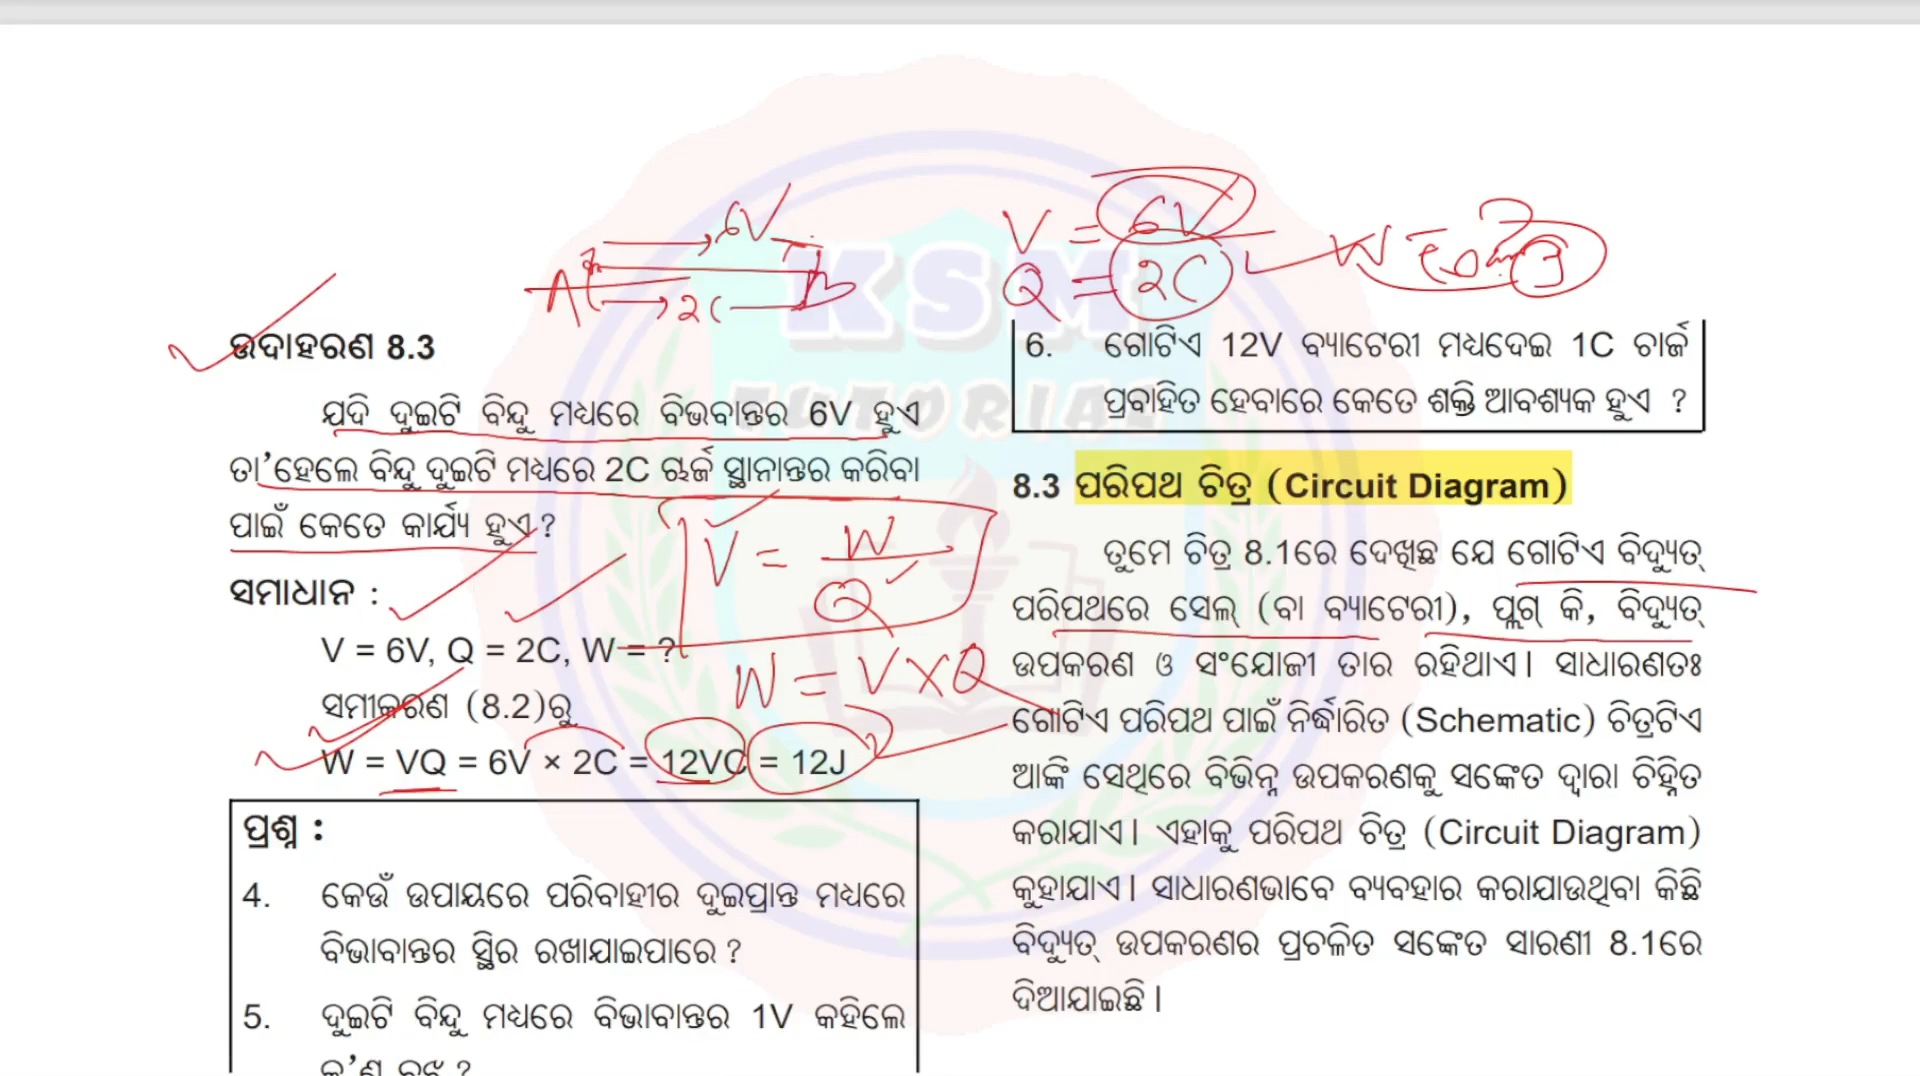 6V
A
B
2C
V = 6V
Q = 2C
W
KSM
TUTORIAL
ଉଦାହରଣ 8.3
ଯଦି ଦୁଇଟି ବିନ୍ଦୁ ମଧ୍ୟରେ ବିଭବାନ୍ତର 6V ହୁଏ
ତା'ହେଲେ ବିନ୍ଦୁ ଦୁଇଟି ମଧ୍ୟରେ 2C ଚାର୍ଜ ସ୍ଥାନାନ୍ତର କରିବା
ପାଇଁ କେତେ କାର୍ଯ୍ୟ ହୁଏ ?
V = W
Q
ସମାଧାନ :
V = 6V, Q = 2C, W = ?
W = V X Q
ସମୀକରଣ (8.2)ରୁ
W = VQ = 6V × 2C = 12VC = 12J
ପ୍ରଶ୍ନ :
4. କେଉଁ ଉପାୟରେ ପରିବାହୀର ଦୁଇପ୍ରାନ୍ତ ମଧ୍ୟରେ
ବିଭାବାନ୍ତର ସ୍ଥିର ରଖାଯାଇପାରେ ?
5. ଦୁଇଟି ବିନ୍ଦୁ ମଧ୍ୟରେ ବିଭାବାନ୍ତର 1V କହିଲେ
କ'ଣ ବୁଝ ?
6. ଗୋଟିଏ 12V ବ୍ୟାଟେରୀ ମଧ୍ୟଦେଇ 1C ଚାର୍ଜ
ପ୍ରବାହିତ ହେବାରେ କେତେ ଶକ୍ତି ଆବଶ୍ୟକ ହୁଏ ?
8.3 ପରିପଥ ଚିତ୍ର (Circuit Diagram)
ତୁମେ ଚିତ୍ର 8.1ରେ ଦେଖିଛ ଯେ ଗୋଟିଏ ବିଦ୍ୟୁତ୍
ପରିପଥରେ ସେଲ୍ (ବା ବ୍ୟାଟେରୀ), ପ୍ଲଗ୍ କି, ବିଦ୍ୟୁତ୍
ଉପକରଣ ଓ ସଂଯୋଜୀ ତାର ରହିଥାଏ। ସାଧାରଣତଃ
ଗୋଟିଏ ପରିପଥ ପାଇଁ ନିର୍ଦ୍ଧାରିତ (Schematic) ଚିତ୍ରଟିଏ
ଆଙ୍କି ସେଥିରେ ବିଭିନ୍ନ ଉପକରଣକୁ ସଙ୍କେତ ଦ୍ୱାରା ଚିହ୍ନିତ
କରାଯାଏ। ଏହାକୁ ପରିପଥ ଚିତ୍ର (Circuit Diagram)
କୁହାଯାଏ। ସାଧାରଣଭାବେ ବ୍ୟବହାର କରାଯାଉଥିବା କିଛି
ବିଦ୍ୟୁତ୍ ଉପକରଣର ପ୍ରଚଳିତ ସଙ୍କେତ ସାରଣୀ 8.1ରେ
ଦିଆଯାଇଛି।